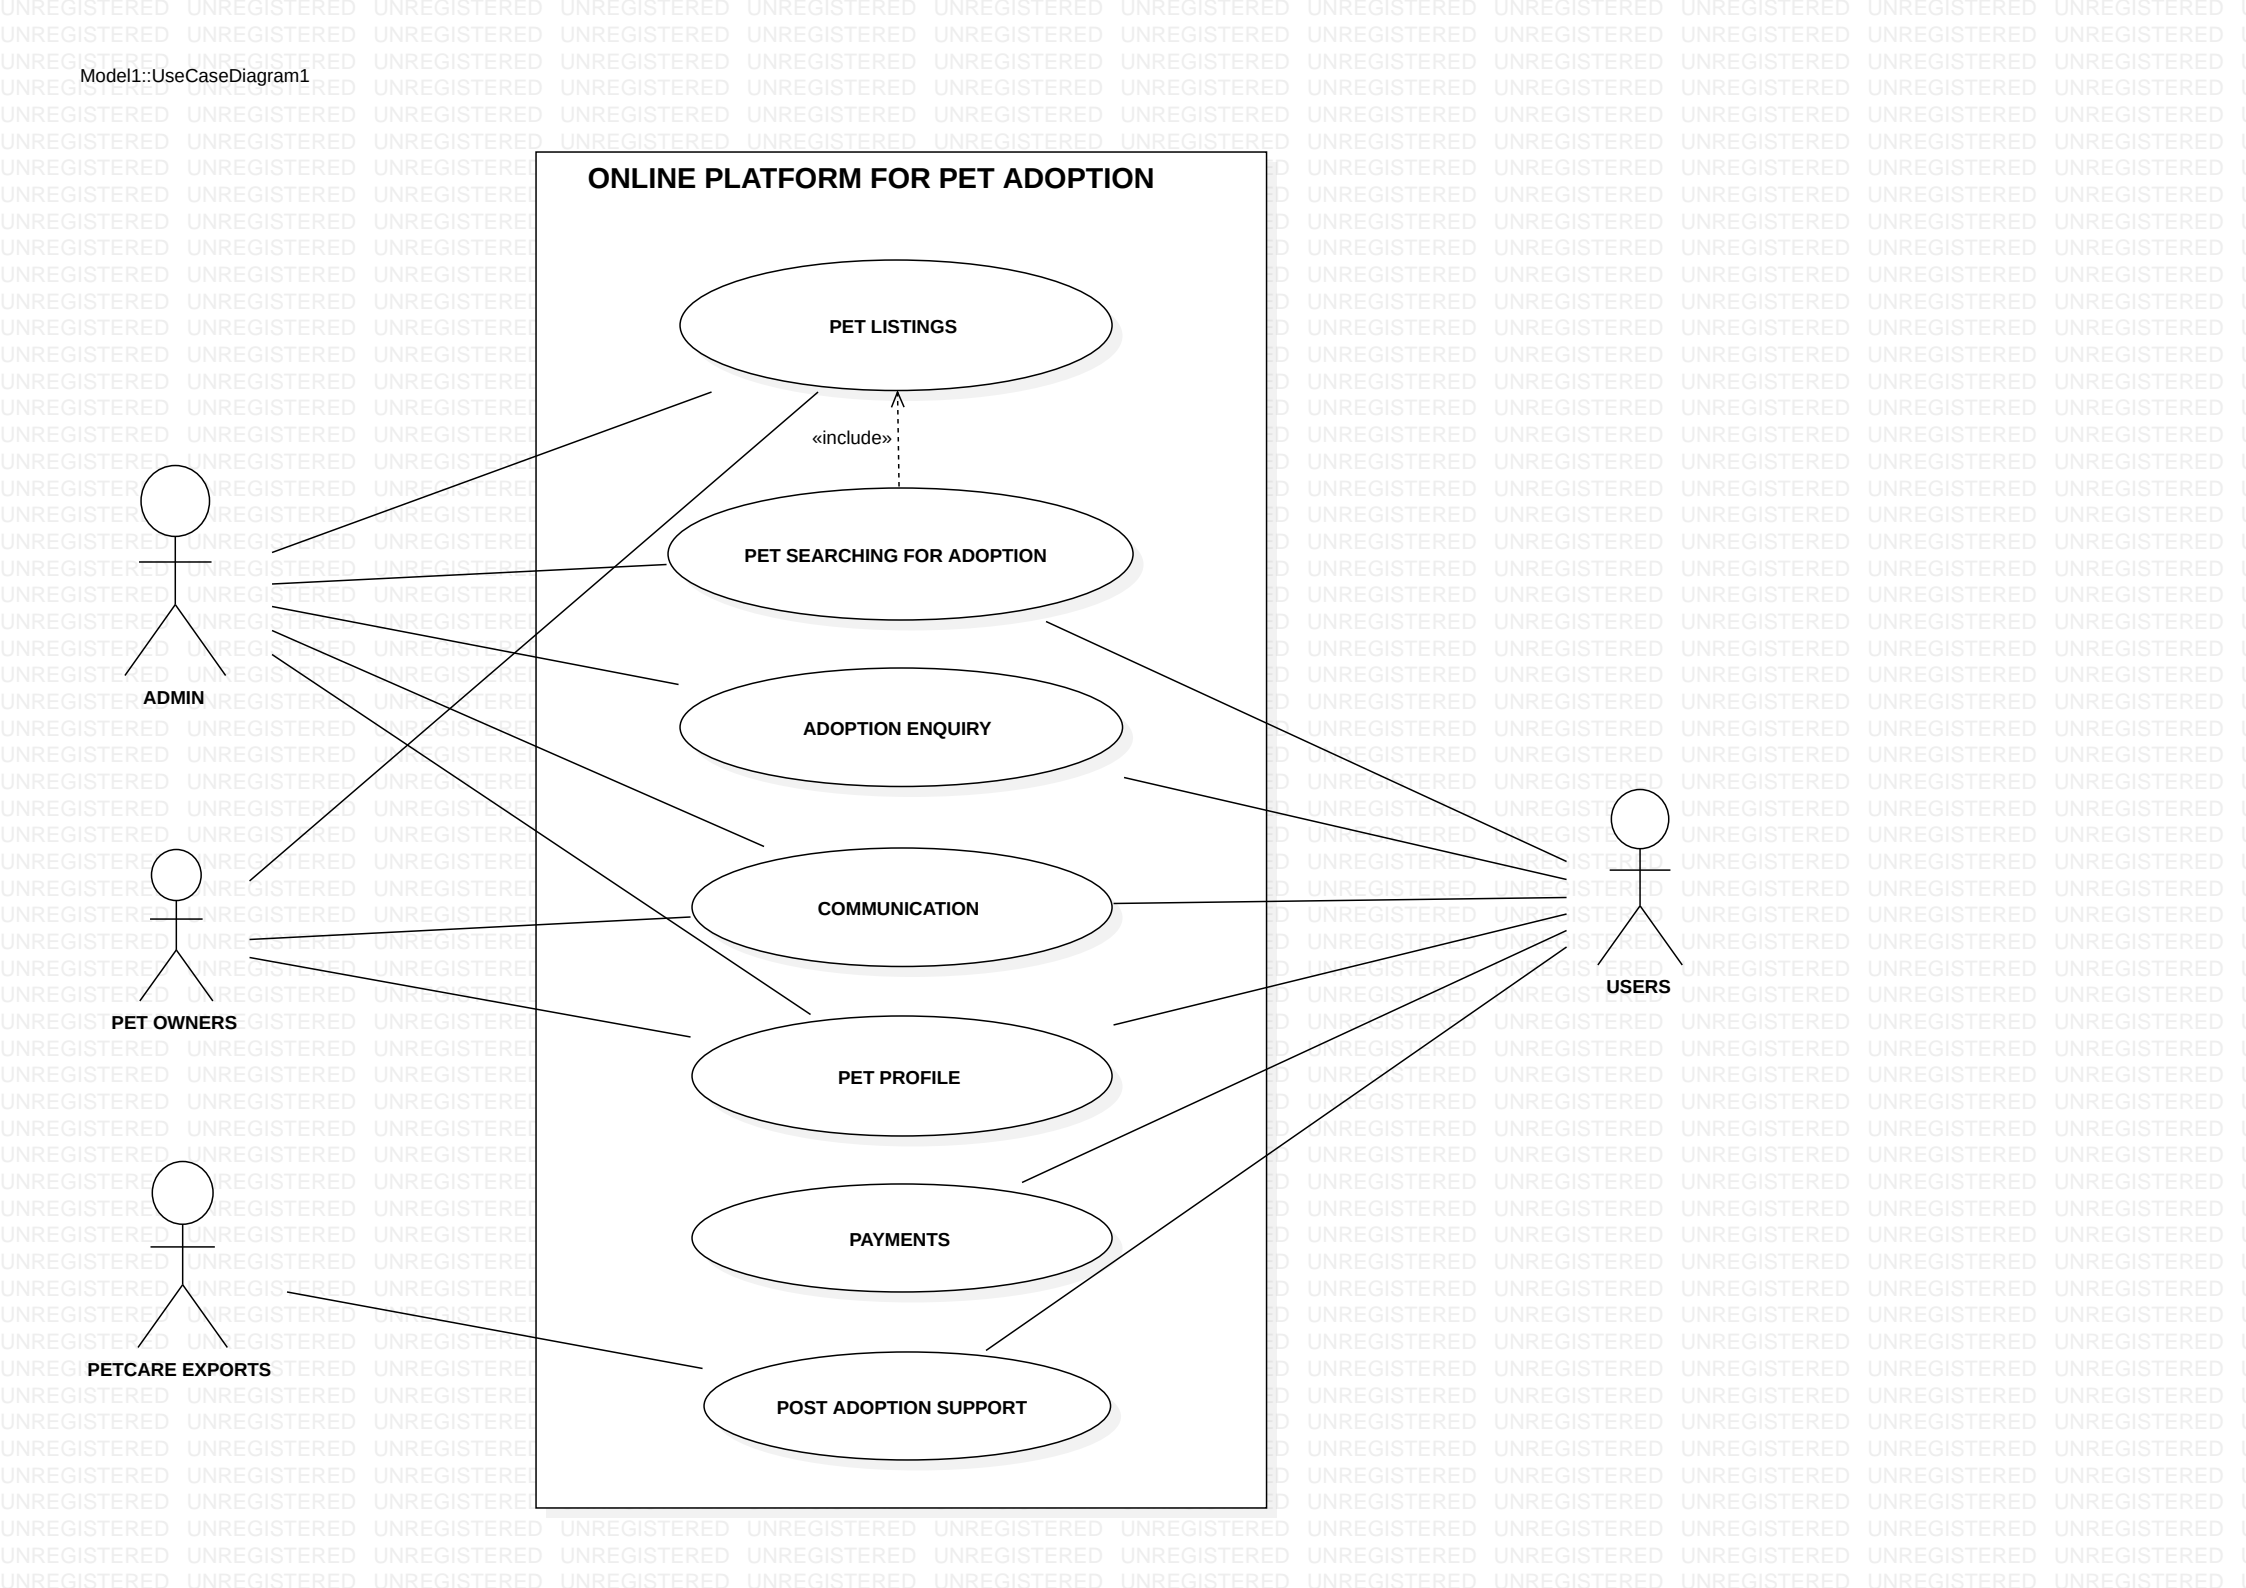 Model1::UseCaseDiagram1
ONLINE PLATFORM FOR PET ADOPTION
PET LISTINGS
«include»
PET SEARCHING FOR ADOPTION
ADMIN
ADOPTION ENQUIRY
COMMUNICATION
USERS
PET OWNERS
PET PROFILE
PAYMENTS
PETCARE EXPORTS
POST ADOPTION SUPPORT
UNREGISTERED